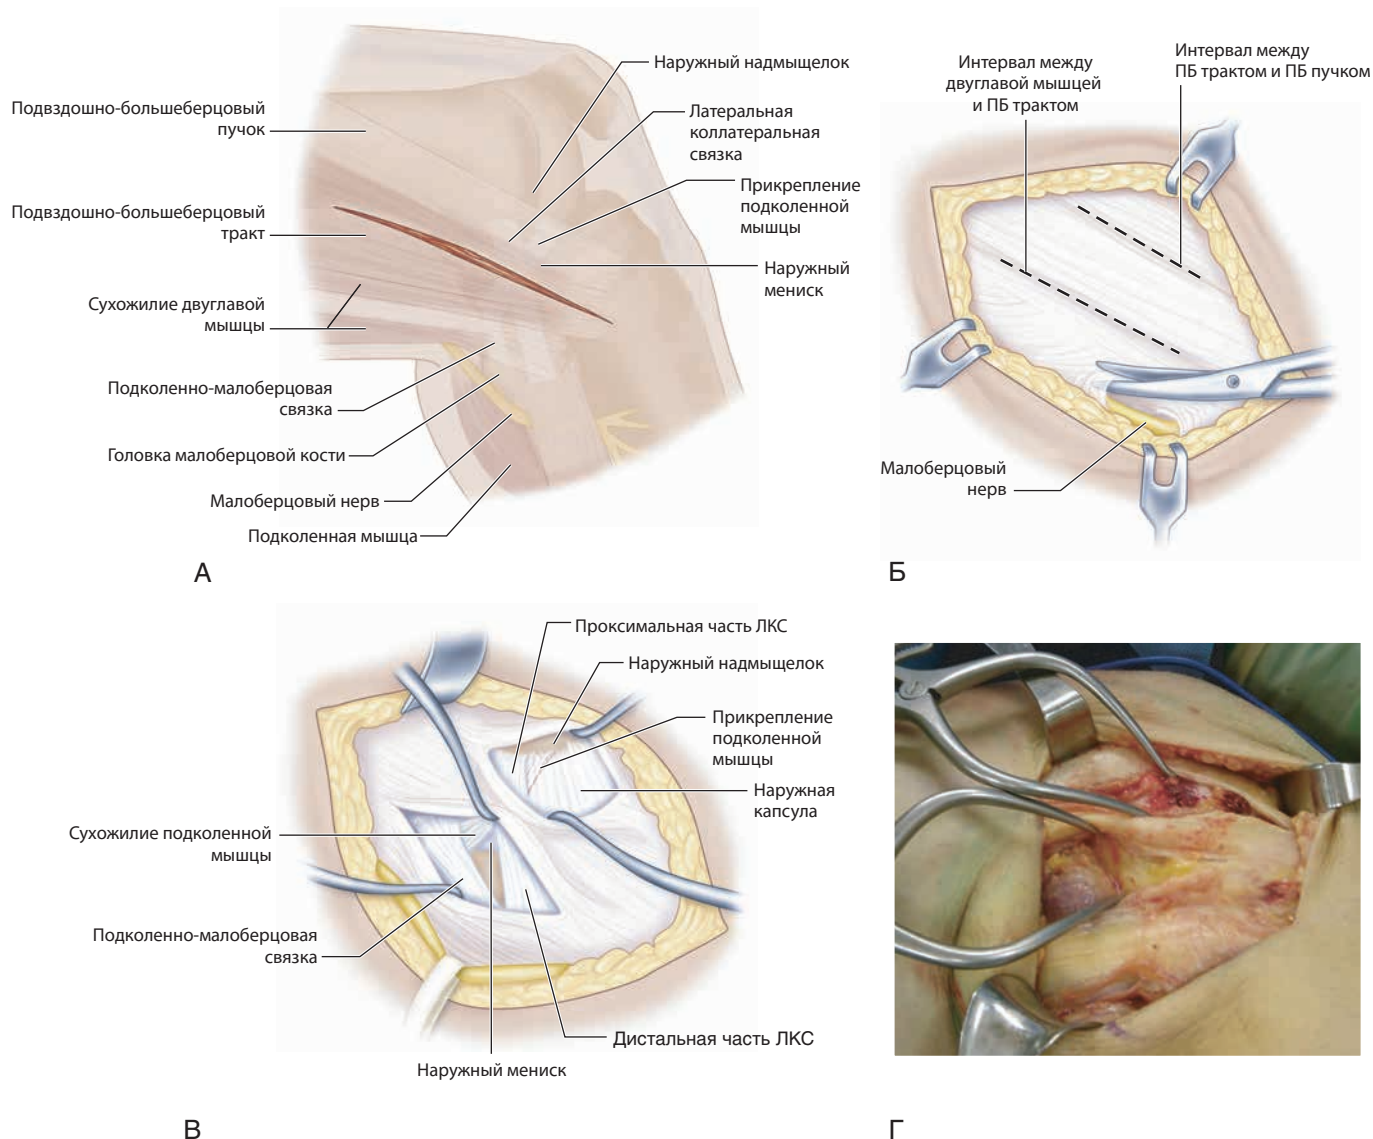 Подвздошно-большеберцовый
пучок
Подвздошно-большеберцовый
тракт
Сухожилие двуглавой
мышцы
Подколенно-малоберцовая
связка
Головка малоберцовой кости
Малоберцовый нерв
Подколенная мышца
Наружный надмыщелок
Латеральная
коллатеральная
связка
Прикрепление
подколенной
мышцы
Наружный
мениск
А
Интервал между
двуглавой мышцей
и ПБ трактом
Интервал между
ПБ трактом и ПБ пучком
Малоберцовый
нерв
Б
Проксимальная часть ЛКС
Наружный надмыщелок
Прикрепление
подколенной
мышцы
Наружная
капсула
Сухожилие подколенной
мышцы
Подколенно-малоберцовая
связка
Дистальная часть ЛКС
Наружный мениск
В
Г